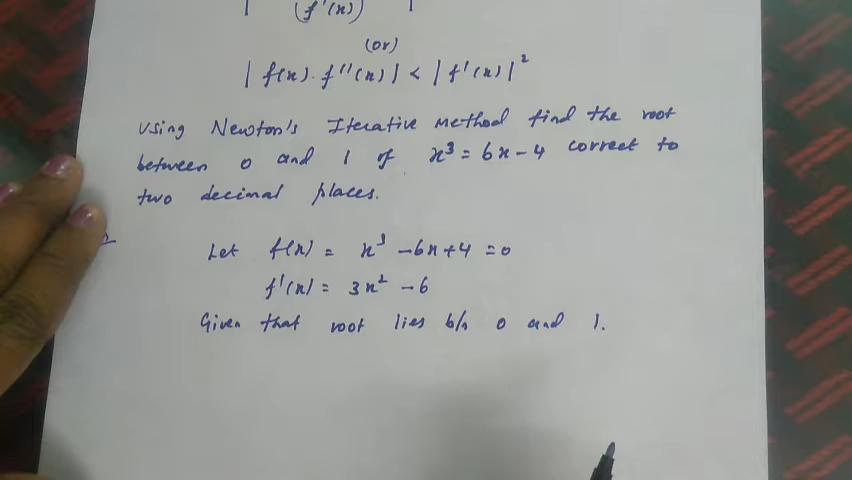 | (f'(x)) |
(or)
| f(x). f''(x)| < | f'(x)|²
Using Newton's Iterative Method find the root
between 0 and 1 of x³ = 6x - 4 correct to
two decimal places.
Let f(x) = x³ - 6x + 4 = 0
f'(x) = 3x² - 6
Given that root lies b/n 0 and 1.